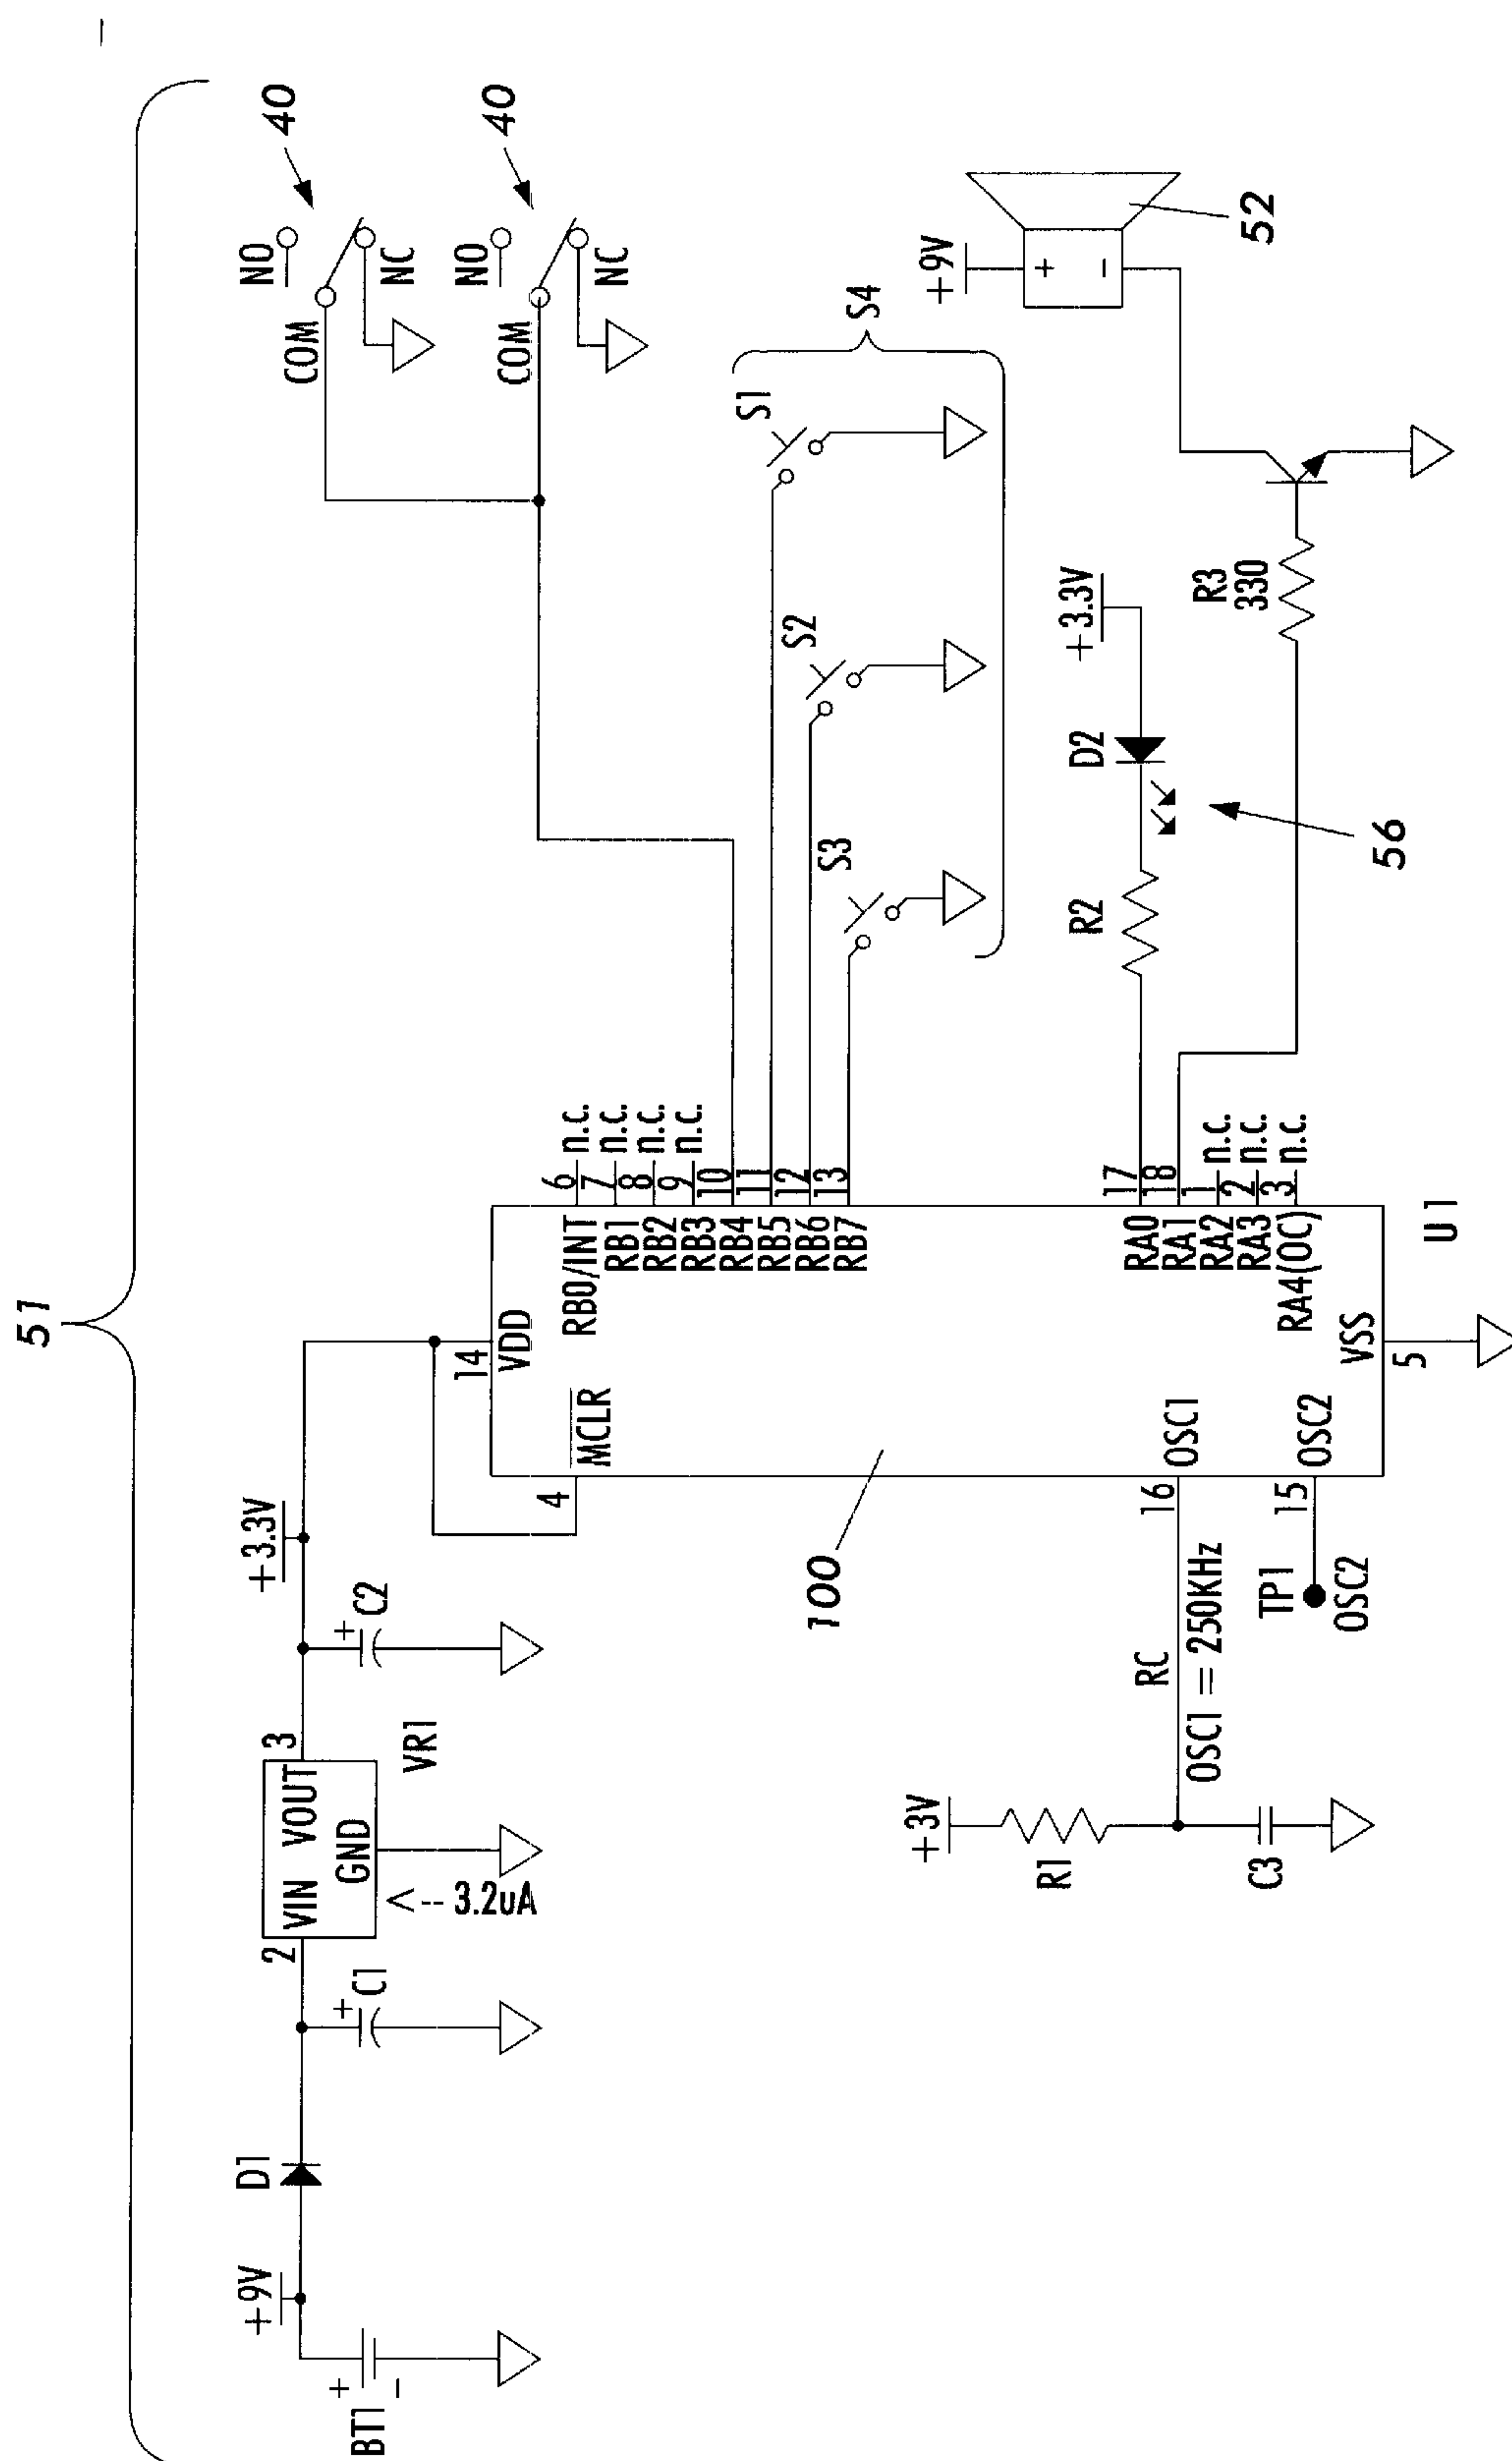 51
BT1
+
-
+9V
D1
+
C1
2
VIN
VOUT
GND
3
VR1
<-- 3.2uA
+
C2
+3.3V
14
VDD
4
MCLR
RB0/INT
RB1
RB2
RB3
RB4
RB5
RB6
RB7
6 n.c.
7 n.c.
8 n.c.
9 n.c.
10
11
12
13
RA0
RA1
RA2
RA3
RA4(OC)
17
18
1 n.c.
2 n.c.
3 n.c.
VSS
5
U1
OSC1
16
OSC2
15
100
RC
OSC1 = 250KHz
TP1
OSC2
+3V
R1
C3
COM
NO
NC
40
COM
NO
NC
40
S1
S2
S3
S4
R2
D2
+3.3V
56
R3
330
+9V
+
-
52